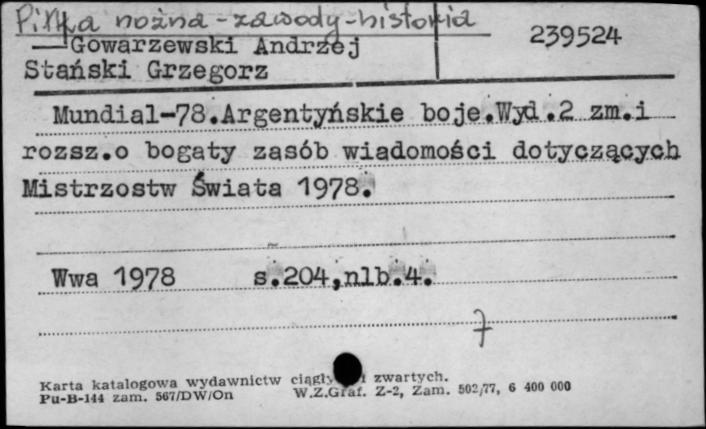 Piłka nożna - zawody - historia
Gowarzewski Andrzej 239524
Stański Grzegorz
Mundial-78.Argentyńskie boje.Wyd.2 zm.i
rozsz.o bogaty zasób wiadomości dotyczących
Mistrzostw Świata 1978.
Wwa 1978 s.204,nlb.4.
7
Karta katalogowa wydawnictw i zwartych.
Pu-B-144 zam. 567/DW/On W.Z.Graf. Z-2, Zam. 502/77, 6 400 000